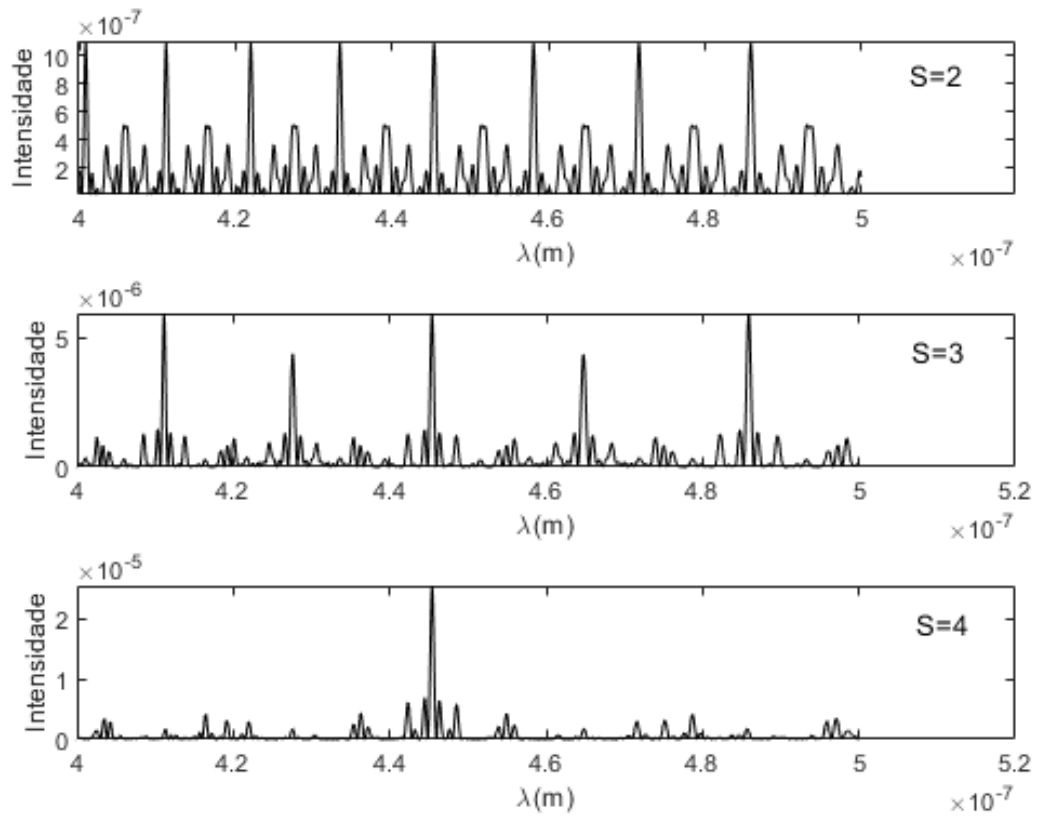 ×10-7
Intensidade
10
8
6
4
2
S=2
4 4.2 4.4 4.6 4.8 5
λ(m)
×10-7
×10-6
Intensidade
5
0
S=3
4 4.2 4.4 4.6 4.8 5 5.2
λ(m)
×10-7
×10-5
Intensidade
2
1
0
S=4
4 4.2 4.4 4.6 4.8 5 5.2
λ(m)
×10-7